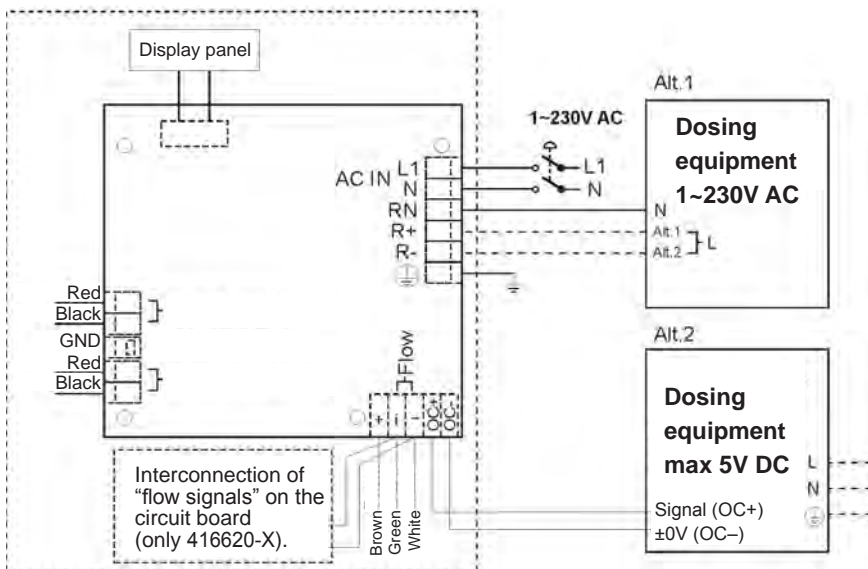 Display panel
Alt.1
1~230V AC
Dosing
equipment
1~230V AC
AC IN
L1
N
RN
R+
R-
L1
N
N
Alt.1
Alt.2
L
Red
Black
GND
Red
Black
Flow
+
i
–
OC+
OC-
Interconnection of
“flow signals” on the
circuit board
(only 416620-X).
Brown
Green
White
Alt.2
Dosing
equipment
max 5V DC
L
N
Signal (OC+)
±0V (OC–)